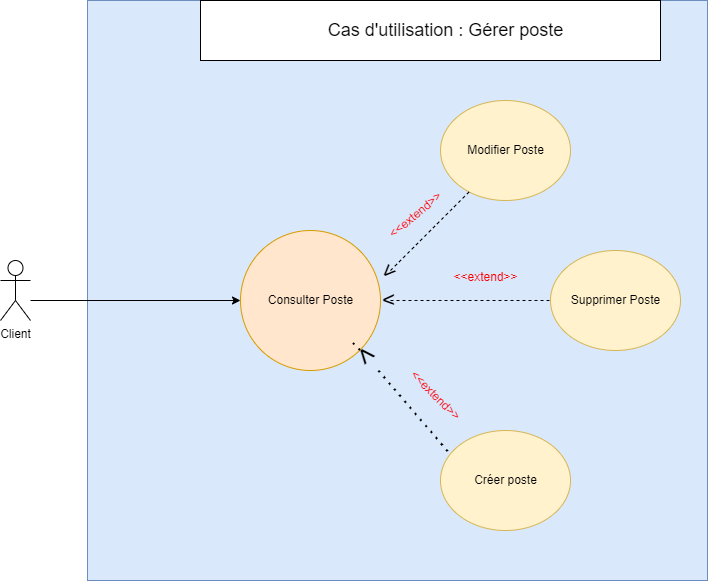 Cas d'utilisation : Gérer poste
Modifier Poste
<<extend>>
<<extend>>
Consulter Poste
Supprimer Poste
Client
<<extend>>
Créer poste